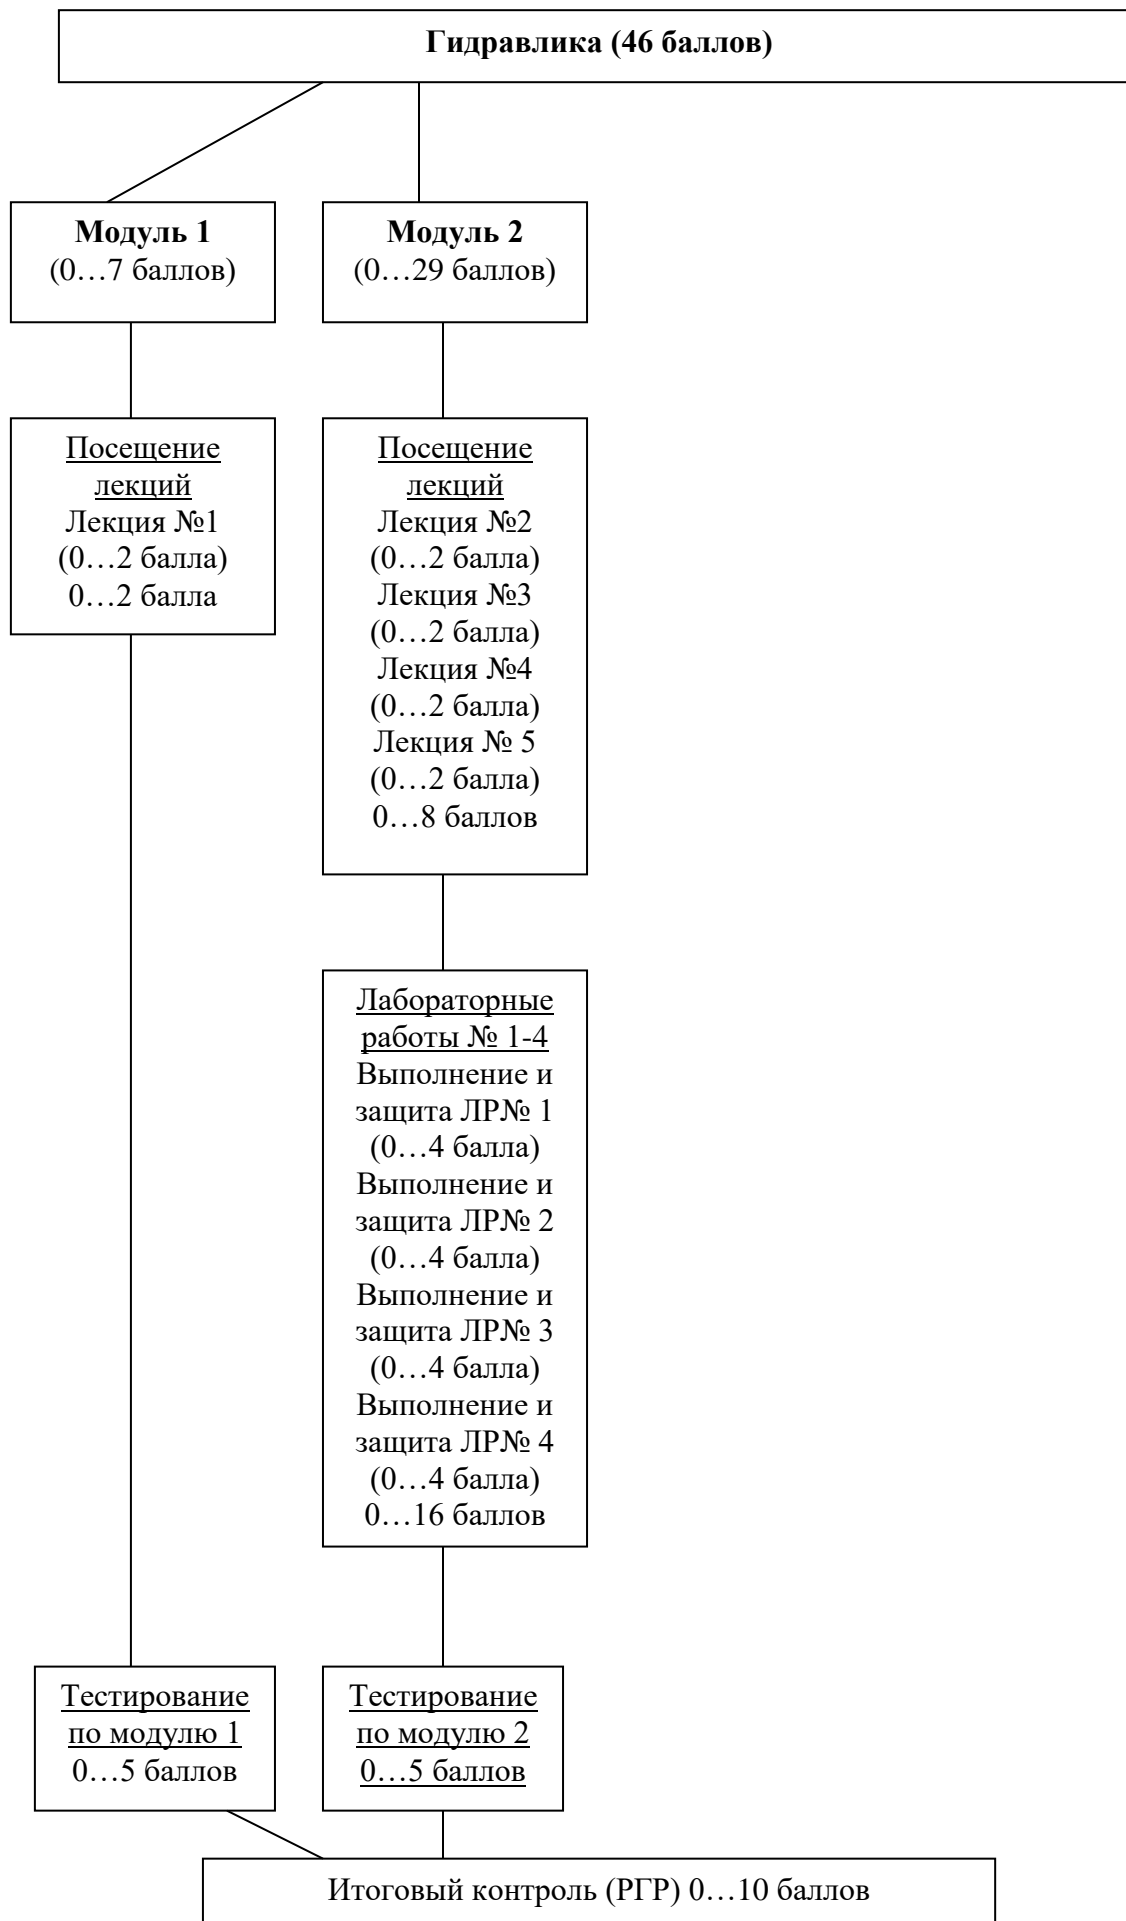 Гидравлика (46 баллов)
Модуль 1
(0…7 баллов)
Модуль 2
(0…29 баллов)
Посещение
лекций
Лекция №1
(0…2 балла)
0…2 балла
Посещение
лекций
Лекция №2
(0…2 балла)
Лекция №3
(0…2 балла)
Лекция №4
(0…2 балла)
Лекция № 5
(0…2 балла)
0…8 баллов
Лабораторные
работы № 1-4
Выполнение и
защита ЛР№ 1
(0…4 балла)
Выполнение и
защита ЛР№ 2
(0…4 балла)
Выполнение и
защита ЛР№ 3
(0…4 балла)
Выполнение и
защита ЛР№ 4
(0…4 балла)
0…16 баллов
Тестирование
по модулю 1
0…5 баллов
Тестирование
по модулю 2
0…5 баллов
Итоговый контроль (РГР) 0…10 баллов